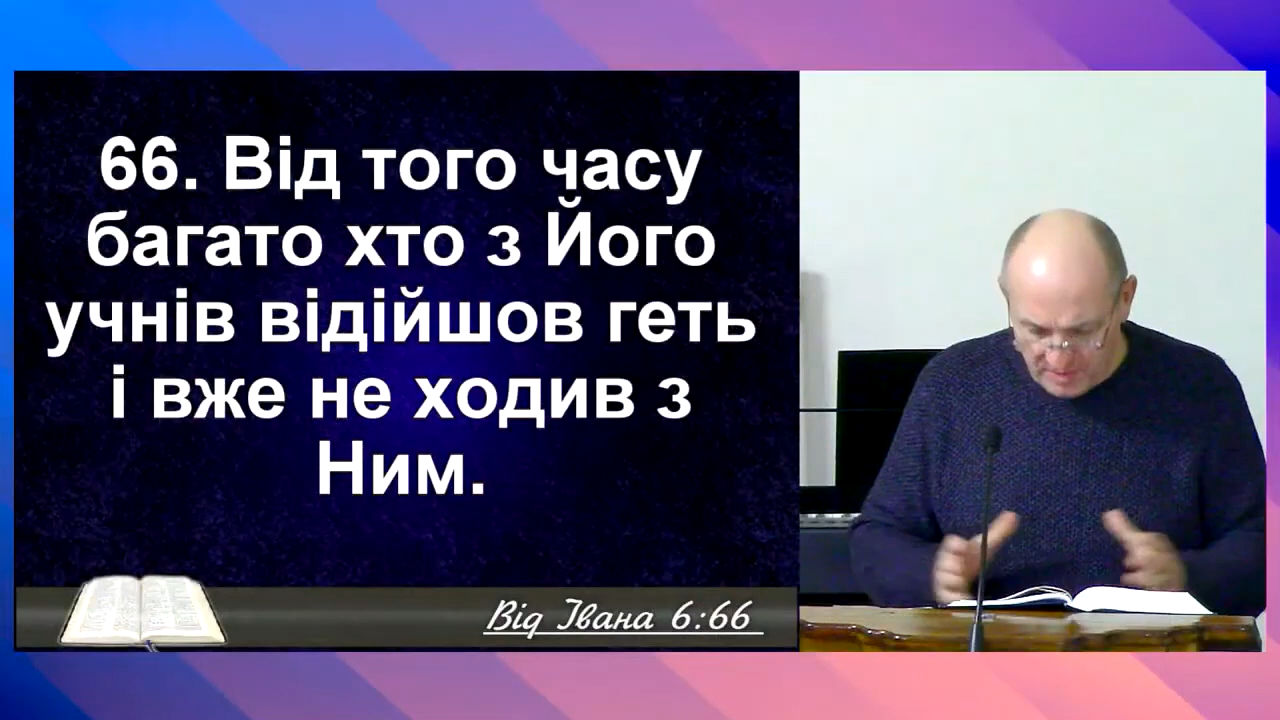 66. Від того часу
багато хто з Його
учнів відійшов геть
і вже не ходив з
Ним.
Від Івана 6:66